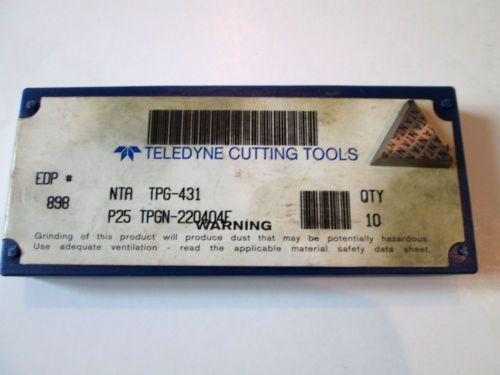 TELEDYNE CUTTING TOOLS
EDP #
898
NTA TPG-431
P25 TPGN-220404E
QTY
10
WARNING
Grinding of this product will produce dust that may be potentially hazardous.
Use adequate ventilation - read the applicable material safety data sheet.